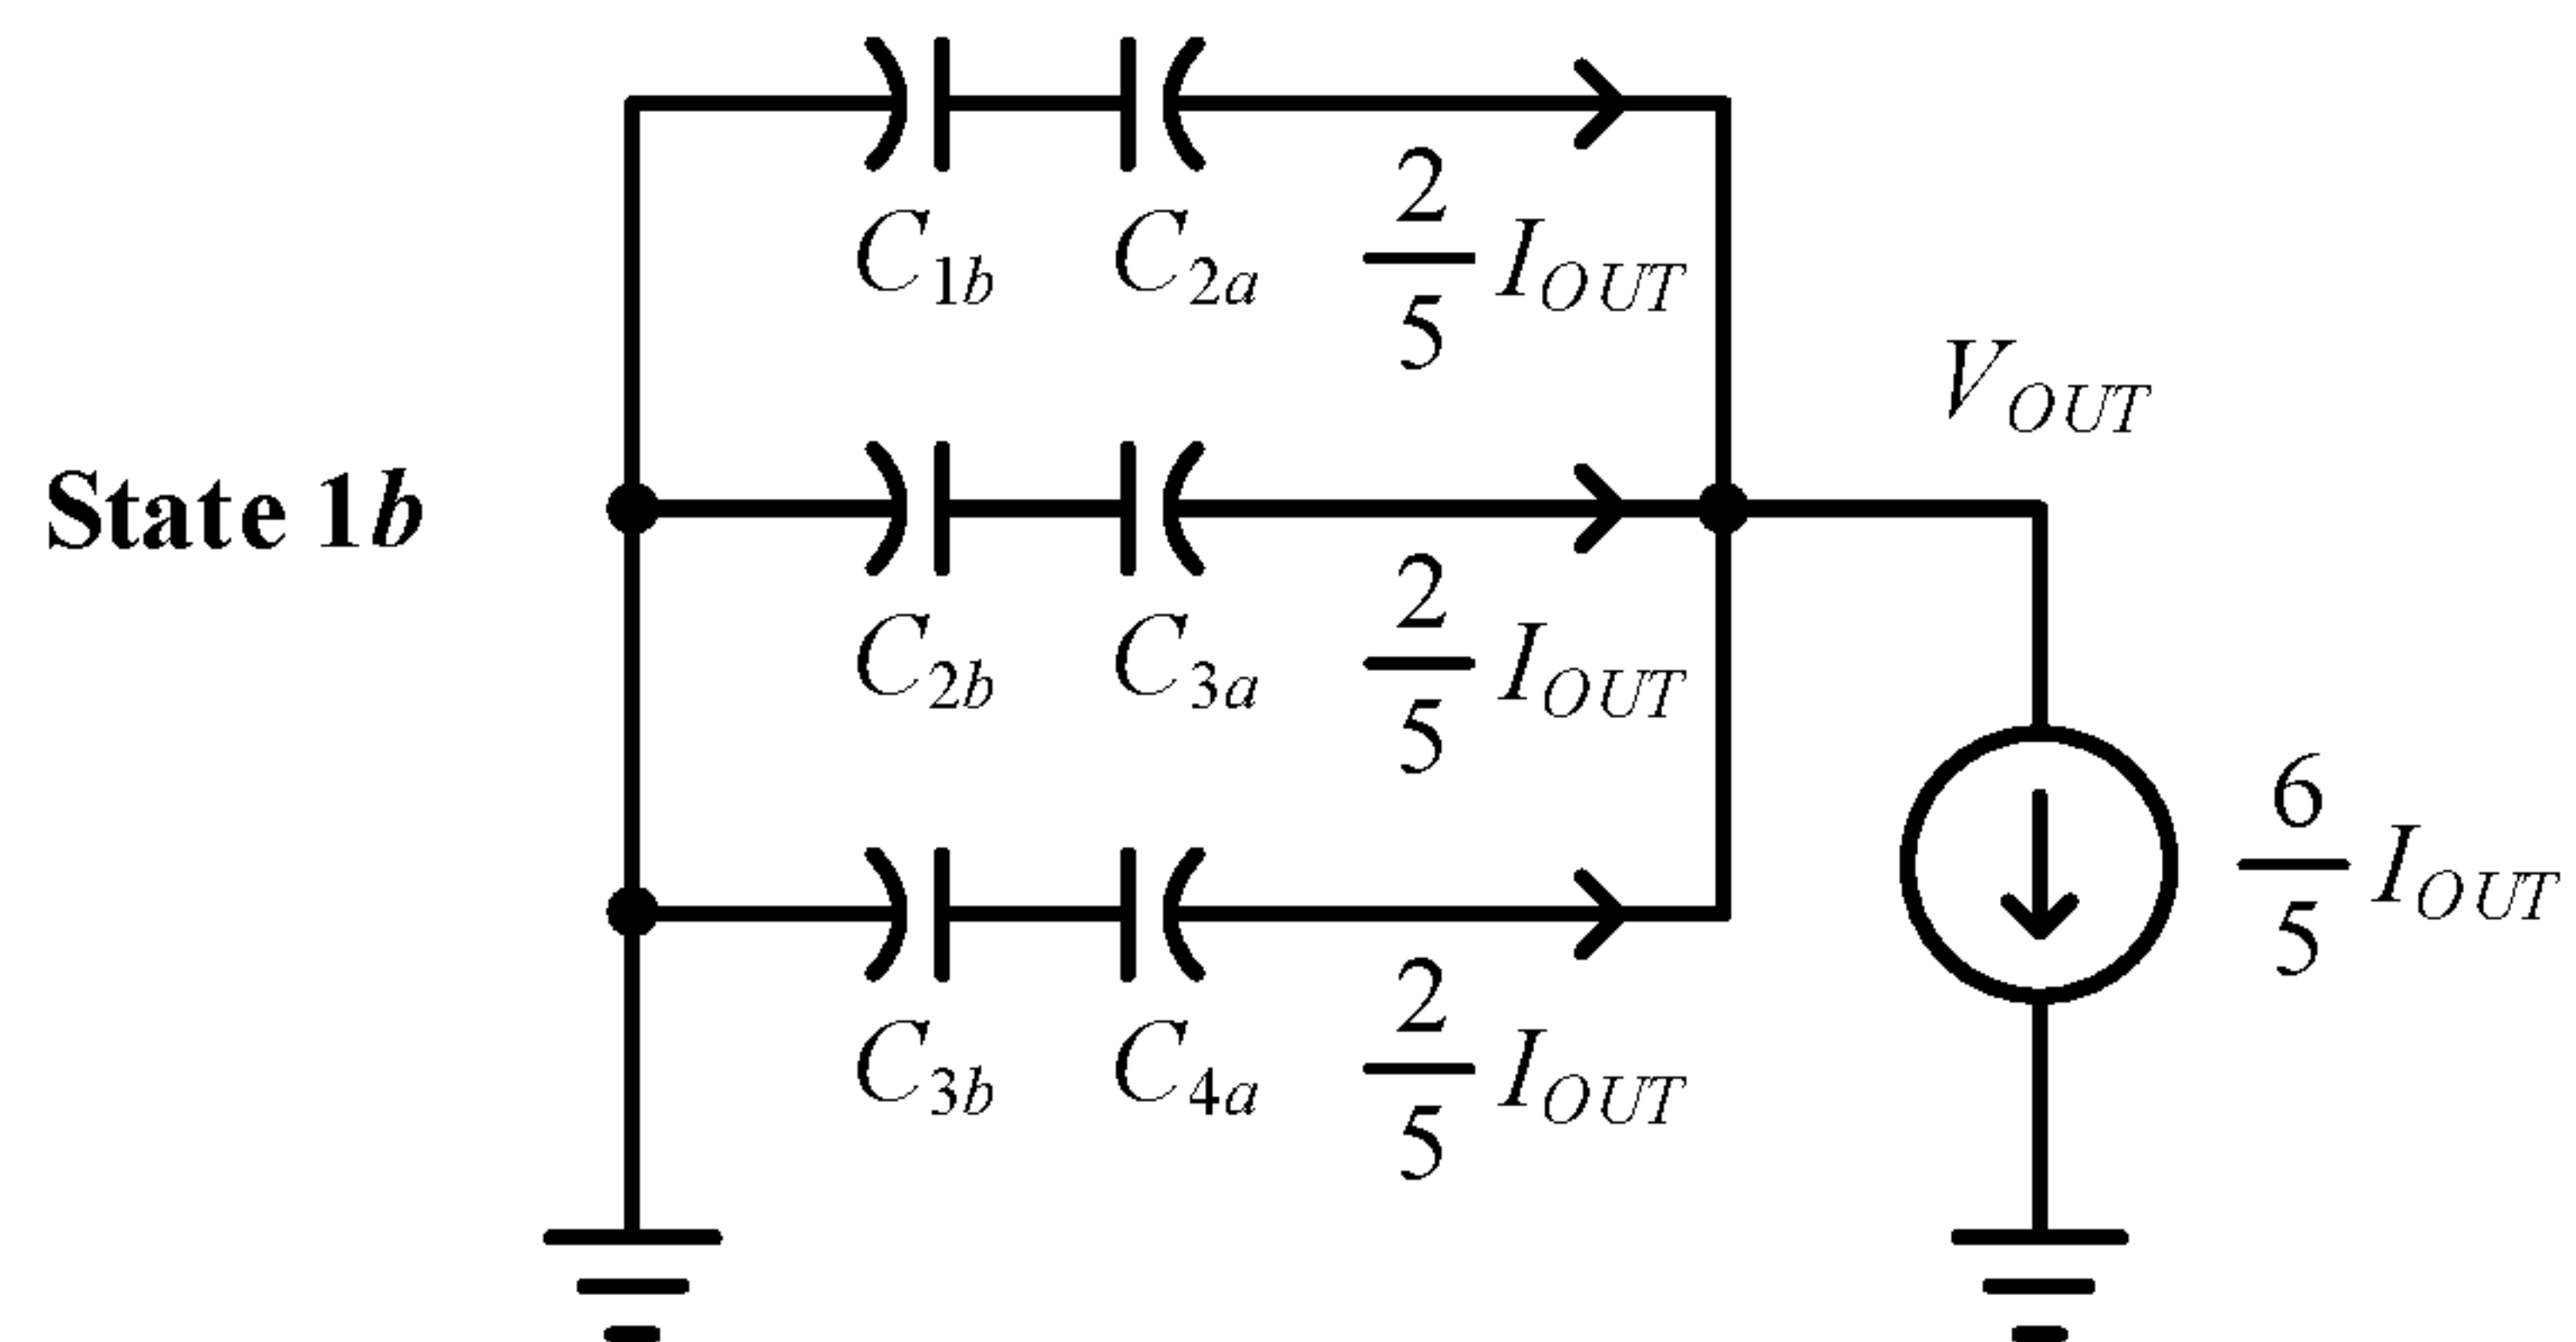 C1b C2a 2/5 IOUT
VOUT
State 1b
C2b C3a 2/5 IOUT
6/5 IOUT
C3b C4a 2/5 IOUT